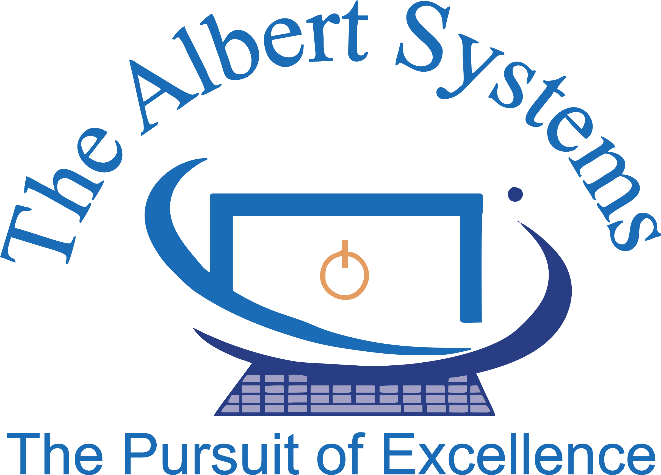 The Albert Systems
The Pursuit of Excellence